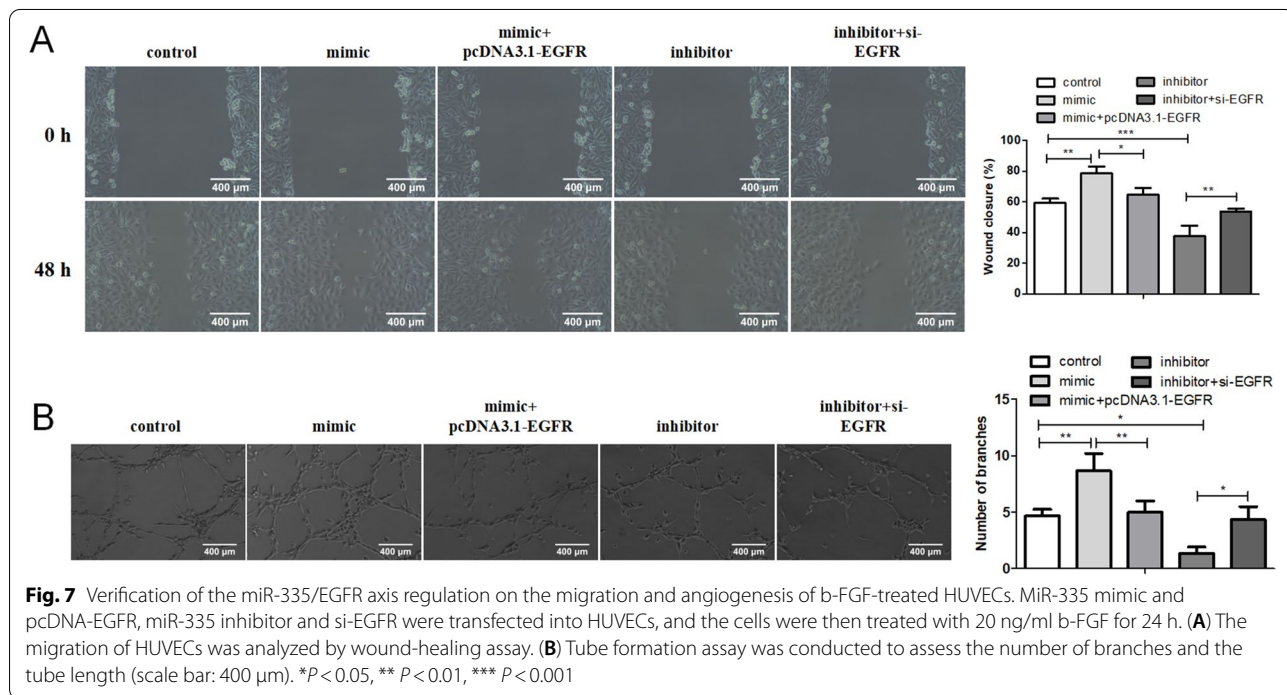 A
control
mimic
mimic+
pcDNA3.1-EGFR
inhibitor
inhibitor+si-
EGFR
0 h
400 µm
400 µm
400 µm
400 µm
400 µm
48 h
400 µm
400 µm
400 µm
400 µm
400 µm
control
inhibitor
mimic
inhibitor+si-EGFR
mimic+pcDNA3.1-EGFR
Wound closure (%)
100
80
60
40
20
0
***
**
*
**
B
control
mimic
mimic+
pcDNA3.1-EGFR
inhibitor
inhibitor+si-
EGFR
400 µm
400 µm
400 µm
400 µm
400 µm
control
inhibitor
mimic
inhibitor+si-EGFR
mimic+pcDNA3.1-EGFR
Number of branches
15
10
5
0
*
**
**
*
Fig. 7 Verification of the miR-335/EGFR axis regulation on the migration and angiogenesis of b-FGF-treated HUVECs. MiR-335 mimic and
pcDNA-EGFR, miR-335 inhibitor and si-EGFR were transfected into HUVECs, and the cells were then treated with 20 ng/ml b-FGF for 24 h. (A) The
migration of HUVECs was analyzed by wound-healing assay. (B) Tube formation assay was conducted to assess the number of branches and the
tube length (scale bar: 400 µm). *P < 0.05, ** P < 0.01, *** P < 0.001